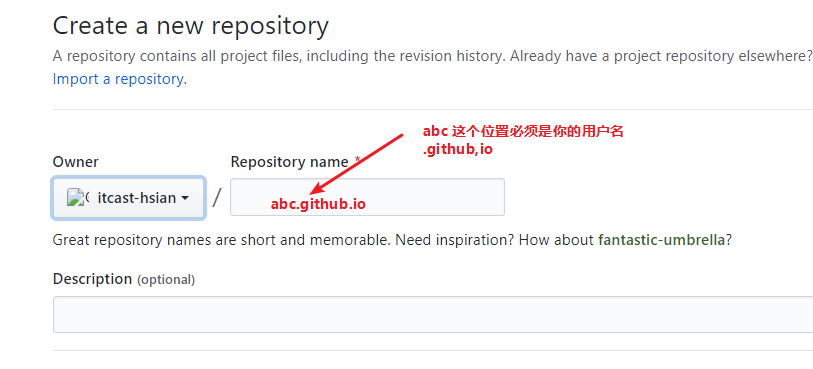 Create a new repository
A repository contains all project files, including the revision history. Already have a project repository elsewhere?
Import a repository.
abc 这个位置必须是你的用户名
.github,io
Owner
Repository name *
itcast-hsian
/
abc.github.io
Great repository names are short and memorable. Need inspiration? How about fantastic-umbrella?
Description (optional)